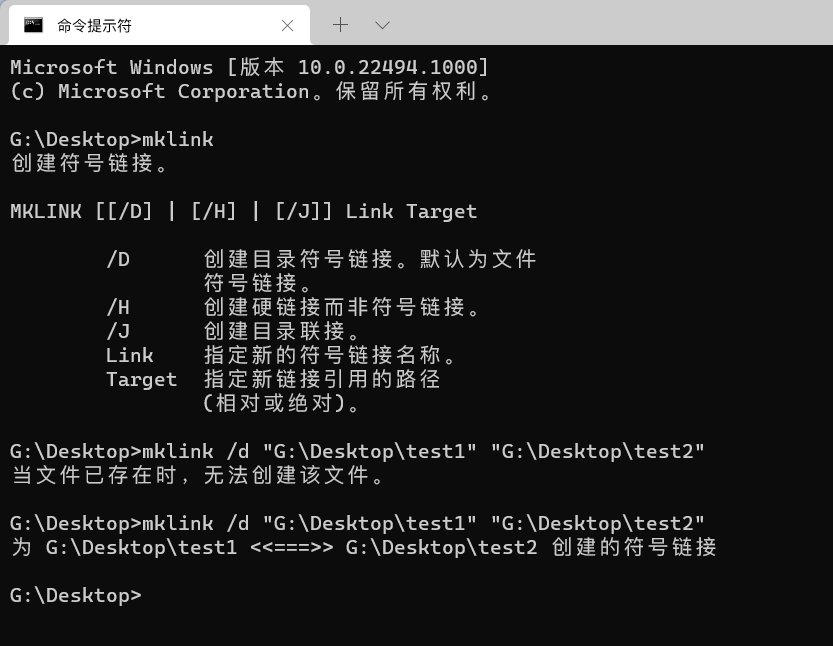 命令提示符
Microsoft Windows [版本 10.0.22494.1000]
(c) Microsoft Corporation。保留所有权利。
G:\Desktop>mklink
创建符号链接。
MKLINK [[/D] | [/H] | [/J]] Link Target
/D 创建目录符号链接。默认为文件
符号链接。
/H 创建硬链接而非符号链接。
/J 创建目录联接。
Link 指定新的符号链接名称。
Target 指定新链接引用的路径
(相对或绝对)。
G:\Desktop>mklink /d "G:\Desktop\test1" "G:\Desktop\test2"
当文件已存在时，无法创建该文件。
G:\Desktop>mklink /d "G:\Desktop\test1" "G:\Desktop\test2"
为 G:\Desktop\test1 <<===>> G:\Desktop\test2 创建的符号链接
G:\Desktop>